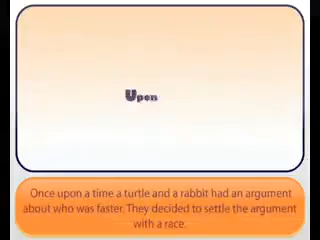 Upon
Once upon a time a turtle and a rabbit had an argument
about who was faster. They decided to settle the argument
with a race.